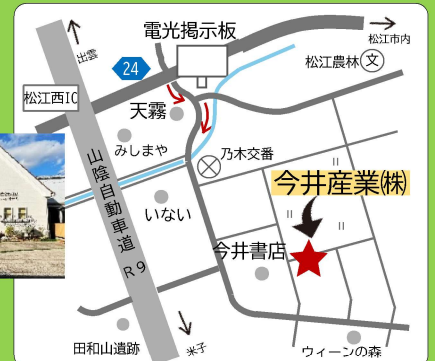 電光掲示板
松江市内
出雲
24
松江農林
文
松江西IC
天霧
みしまや
乃木交番
山陰自動車道
R9
今井産業㈱
いない
今井書店
田和山遺跡
米子
ウィーンの森